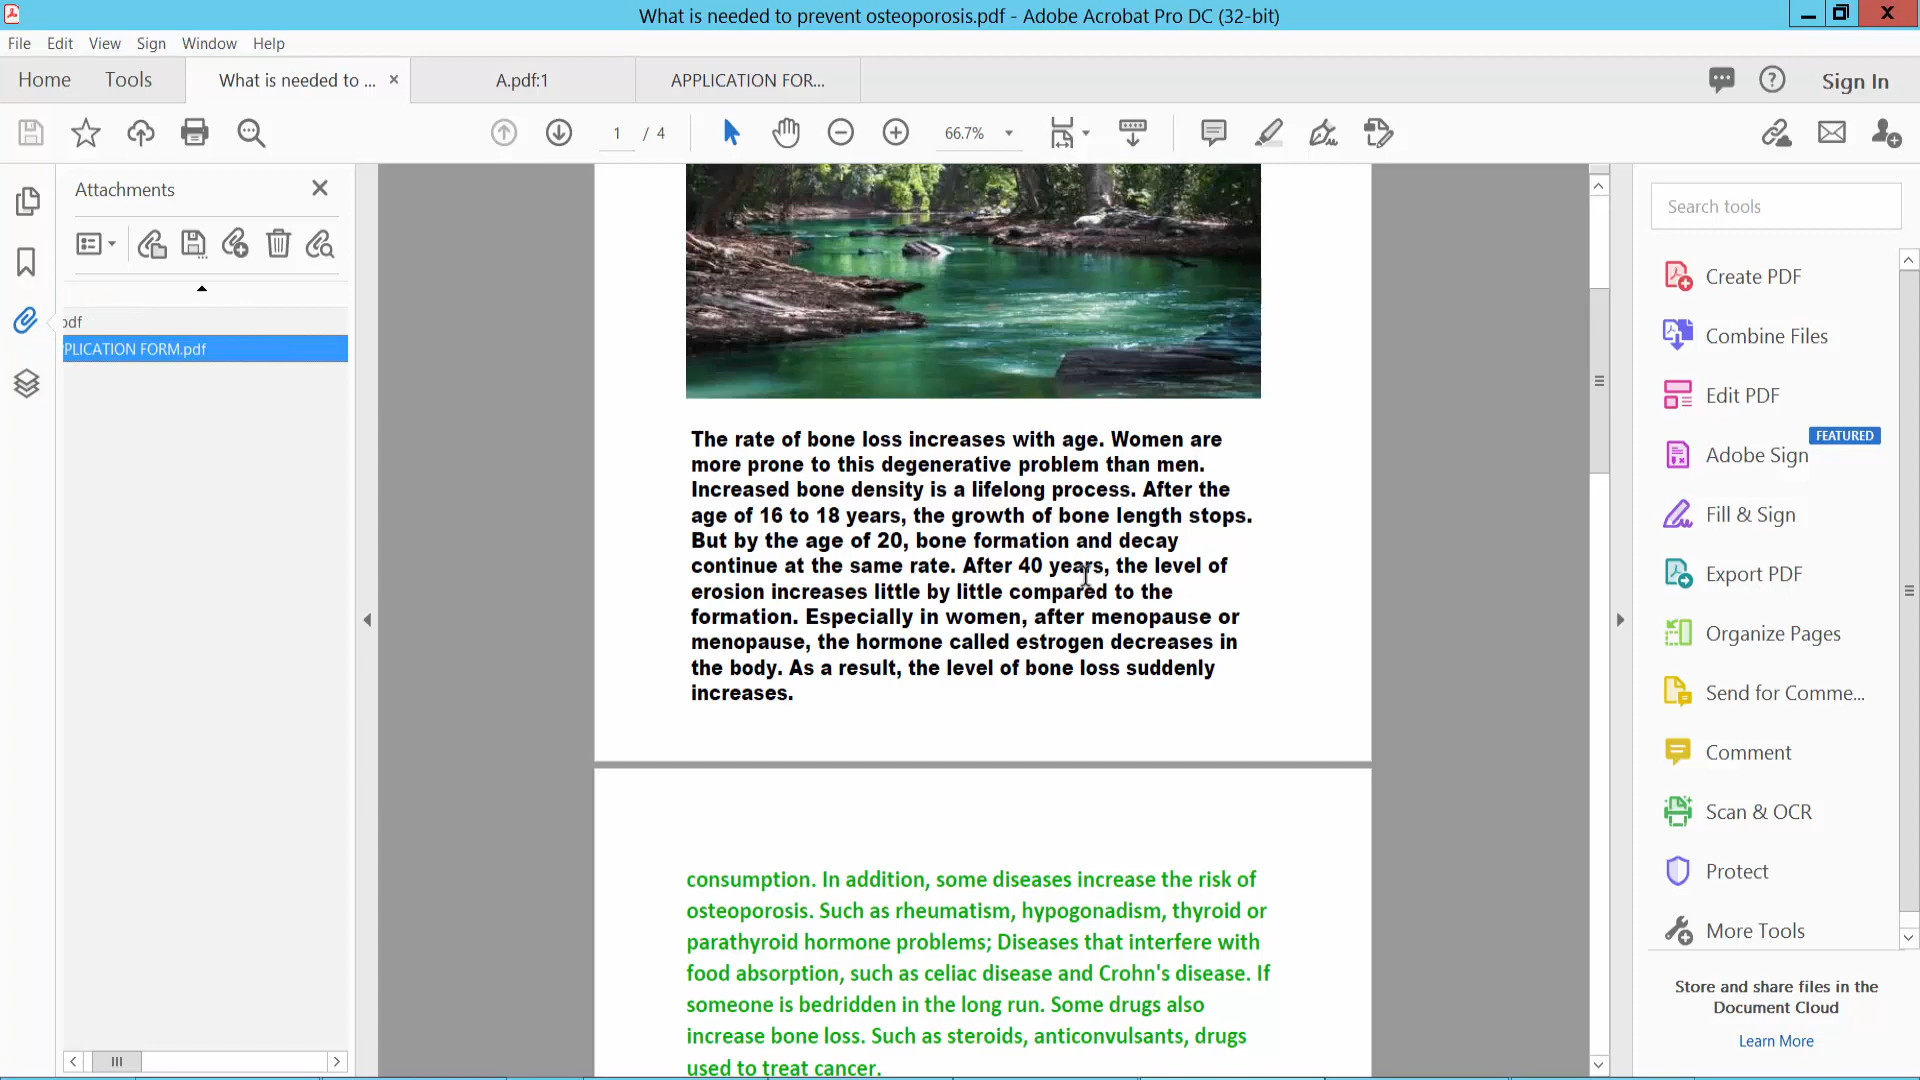 What is needed to prevent osteoporosis.pdf - Adobe Acrobat Pro DC (32-bit)
File Edit View Sign Window Help
Home Tools What is needed to ... × A.pdf:1 APPLICATION FOR... Sign In
1 / 4 66.7%
Attachments
pdf
PPLICATION FORM.pdf
The rate of bone loss increases with age. Women are
more prone to this degenerative problem than men.
Increased bone density is a lifelong process. After the
age of 16 to 18 years, the growth of bone length stops.
But by the age of 20, bone formation and decay
continue at the same rate. After 40 years, the level of
erosion increases little by little compared to the
formation. Especially in women, after menopause or
menopause, the hormone called estrogen decreases in
the body. As a result, the level of bone loss suddenly
increases.
consumption. In addition, some diseases increase the risk of
osteoporosis. Such as rheumatism, hypogonadism, thyroid or
parathyroid hormone problems; Diseases that interfere with
food absorption, such as celiac disease and Crohn's disease. If
someone is bedridden in the long run. Some drugs also
increase bone loss. Such as steroids, anticonvulsants, drugs
used to treat cancer.
Search tools
Create PDF
Combine Files
Edit PDF
FEATURED
Adobe Sign
Fill & Sign
Export PDF
Organize Pages
Send for Comme...
Comment
Scan & OCR
Protect
More Tools
Store and share files in the
Document Cloud
Learn More